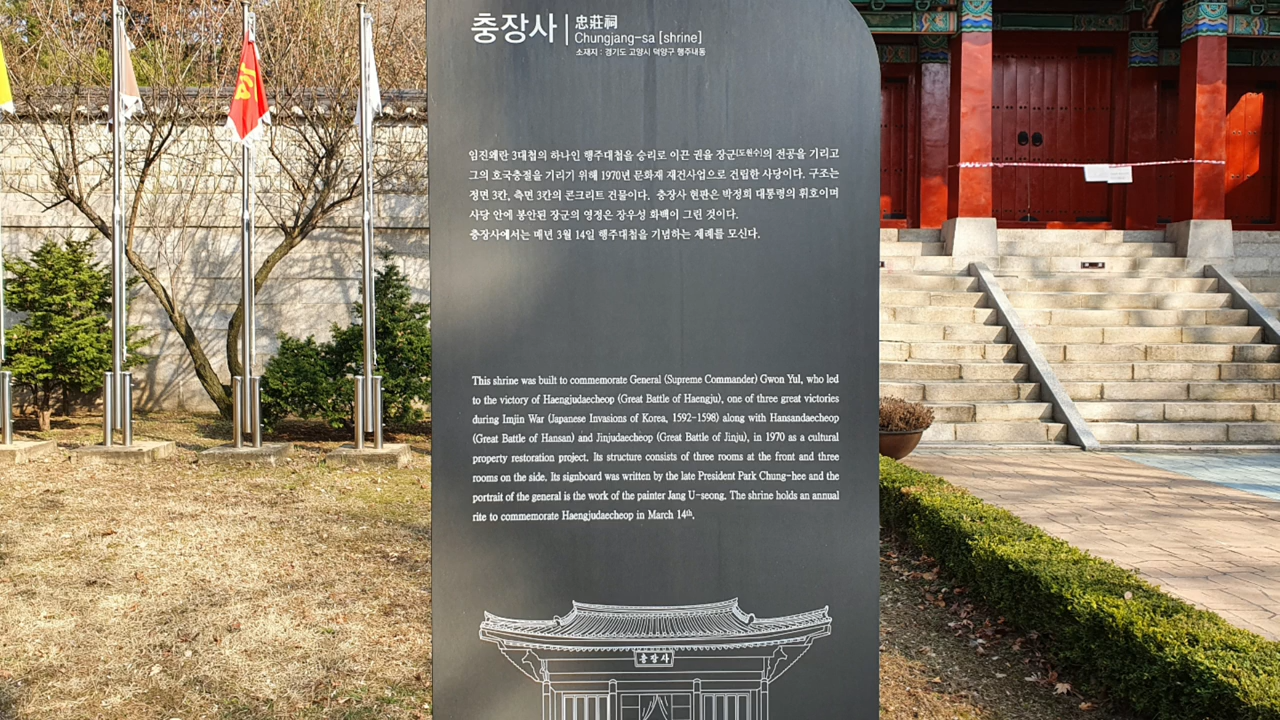 충장사
忠莊祠
Chungjang-sa [shrine]
소재지 : 경기도 고양시 덕양구 행주내동
임진왜란 3대첩의 하나인 행주대첩을 승리로 이끈 권율 장군(도원수)의 전공을 기리고
그의 호국충절을 기리기 위해 1970년 문화재 재건사업으로 건립한 사당이다. 구조는
정면 3칸, 측면 3칸의 콘크리트 건물이다. 충장사 현판은 박정희 대통령의 휘호이며
사당 안에 봉안된 장군의 영정은 장우성 화백이 그린 것이다.
충장사에서는 매년 3월 14일 행주대첩을 기념하는 제례를 모신다.
This shrine was built to commemorate General (Supreme Commander) Gwon Yul, who led
to the victory of Haengjudaecheop (Great Battle of Haengju), one of three great victories
during Imjin War (Japanese Invasions of Korea, 1592-1598) along with Hansandaecheop
(Great Battle of Hansan) and Jinjudaecheop (Great Battle of Jinju), in 1970 as a cultural
property restoration project. Its structure consists of three rooms at the front and three
rooms on the side. Its signboard was written by the late President Park Chung-hee and the
portrait of the general is the work of the painter Jang U-seong. The shrine holds an annual
rite to commemorate Haengjudaecheop in March 14th.
충장사